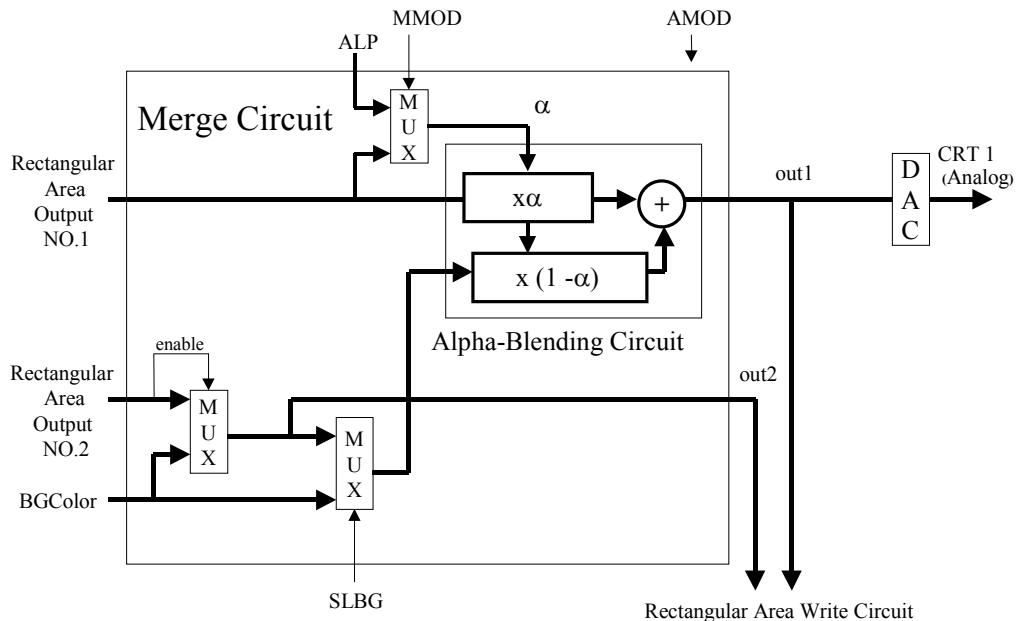 MMOD
AMOD
ALP
Merge Circuit
M
U
X
α
Rectangular
Area
Output
NO.1
xα
+
out1
D
A
C
CRT 1
(Analog)
x (1 -α)
Alpha-Blending Circuit
enable
Rectangular
Area
Output
NO.2
M
U
X
out2
M
U
X
BGColor
SLBG
Rectangular Area Write Circuit